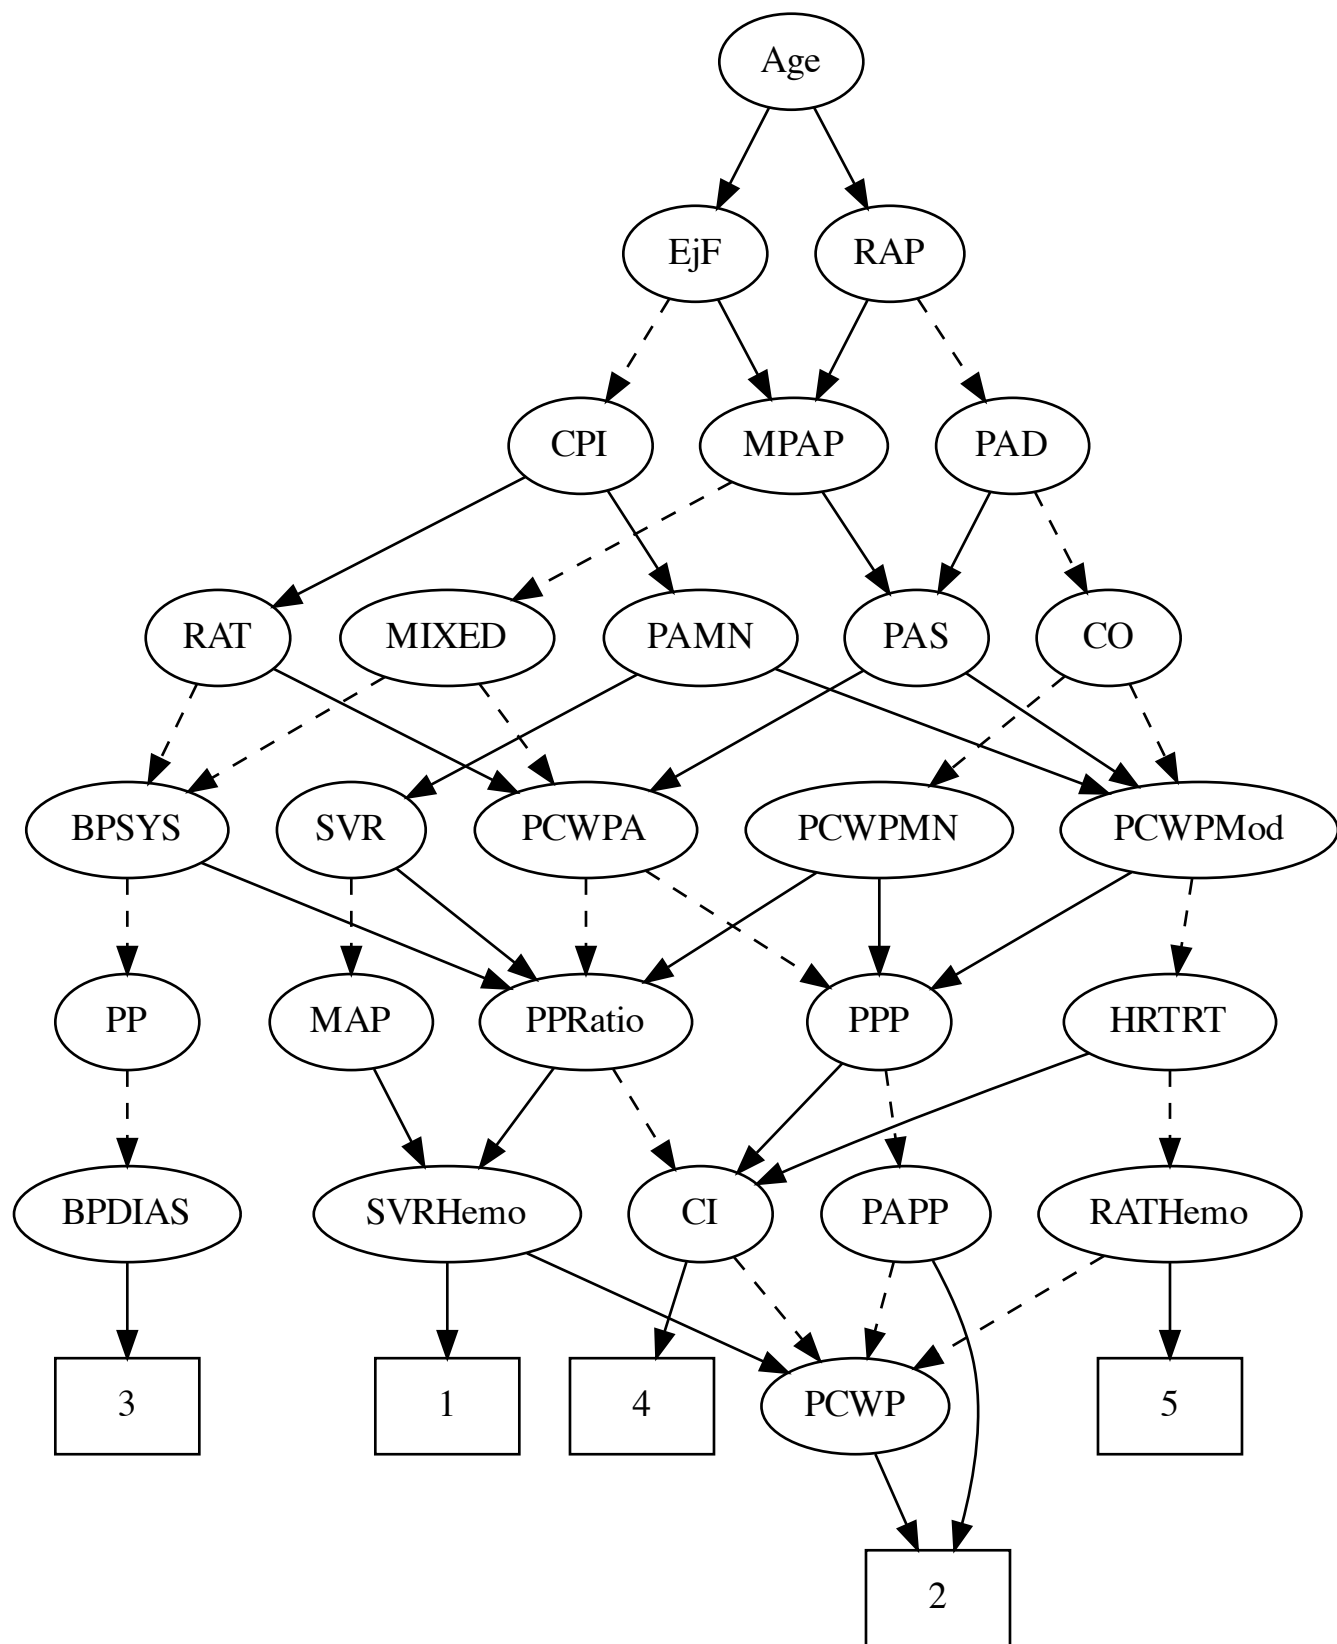 Age
EjF
RAP
CPI
MPAP
PAD
RAT
MIXED
PAMN
PAS
CO
BPSYS
SVR
PCWPA
PCWPMN
PCWPMod
PP
MAP
PPRatio
PPP
HRTRT
BPDIAS
SVRHemo
CI
PAPP
RATHemo
3
1
4
PCWP
5
2